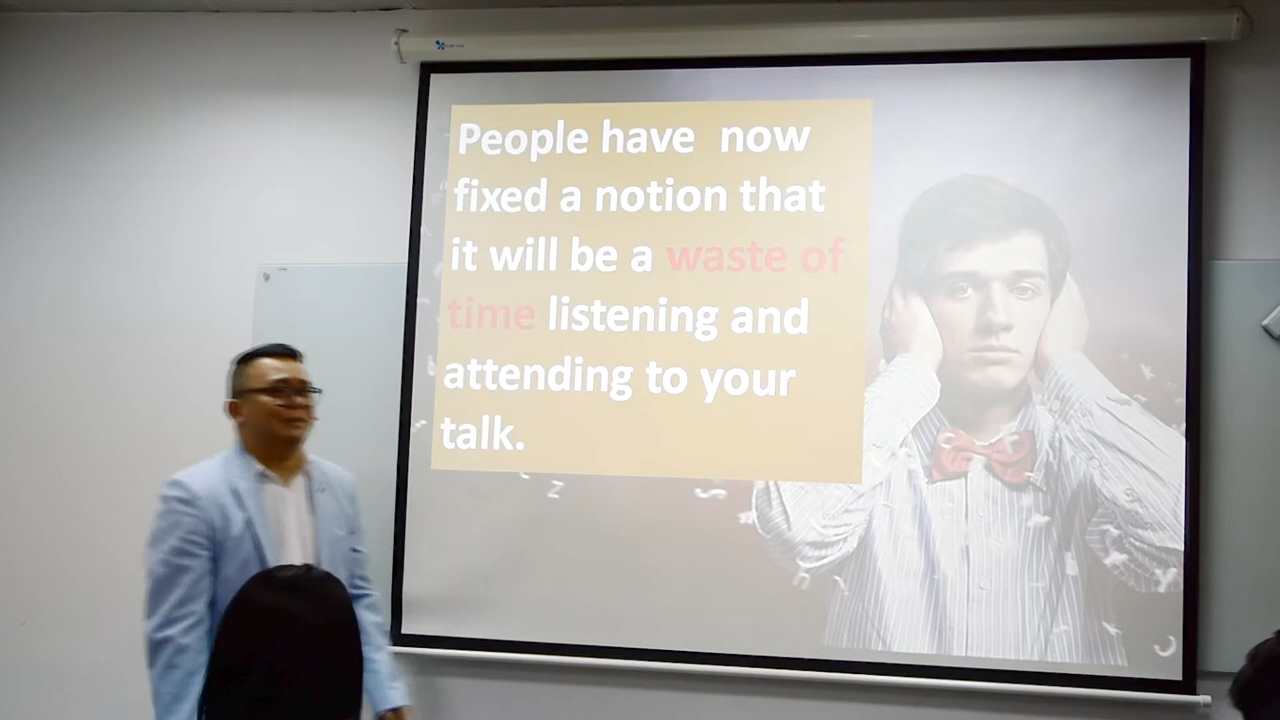 People have now
fixed a notion that
it will be a waste of
time listening and
attending to your
talk.